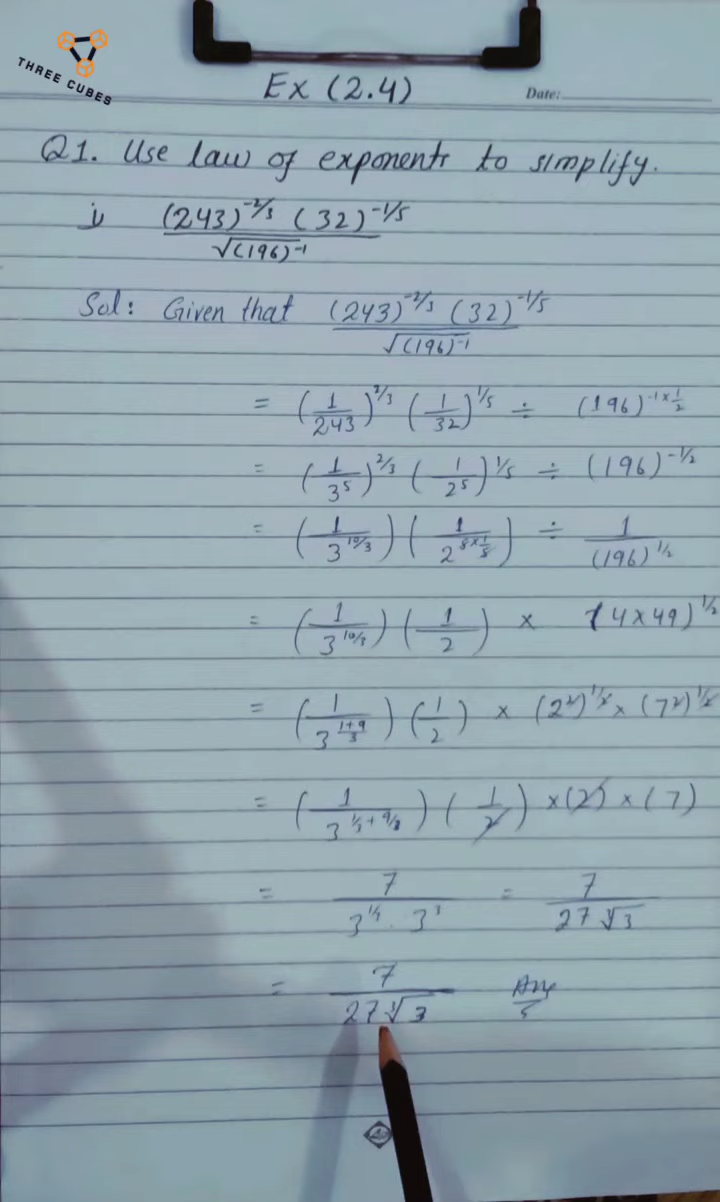 THREE CUBES
Ex (2.4) Date:
Q1. Use law of exponents to simplify.
i) (243)^-2/3 (32)^-1/5 / √(196)^-1
Sol: Given that (243)^-2/3 (32)^-1/5 / √(196)^-1
= (1/243)^2/3 (1/32)^1/5 ÷ (196)^-1×1/2
= (1/3^5)^2/3 (1/2^5)^1/5 ÷ (196)^-1/2
= (1/3^10/3) (1/2^5×1/5) ÷ 1/(196)^1/2
= (1/3^10/3) (1/2) × (4×49)^1/2
= (1/3^(1+9)/3) (1/2) × (2^2)^1/2 × (7^2)^1/2
= (1/3^1/3+9/3) (1/2) × (2) × (7)
= 7/(3^1/3 . 3^3) = 7/(27 ∛3)
= 7/(27 ∛3) Ans